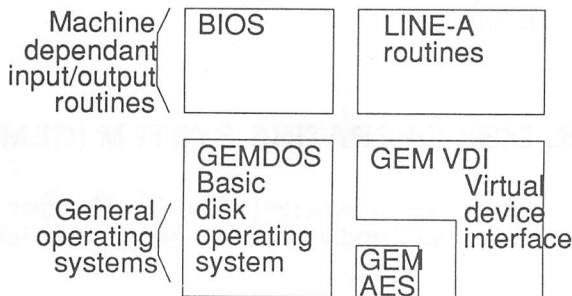 Machine
dependant
input/output
routines
BIOS
LINE-A
routines
General
operating
systems
GEMDOS
Basic
disk
operating
system
GEM VDI
Virtual
device
interface
GEM
AES